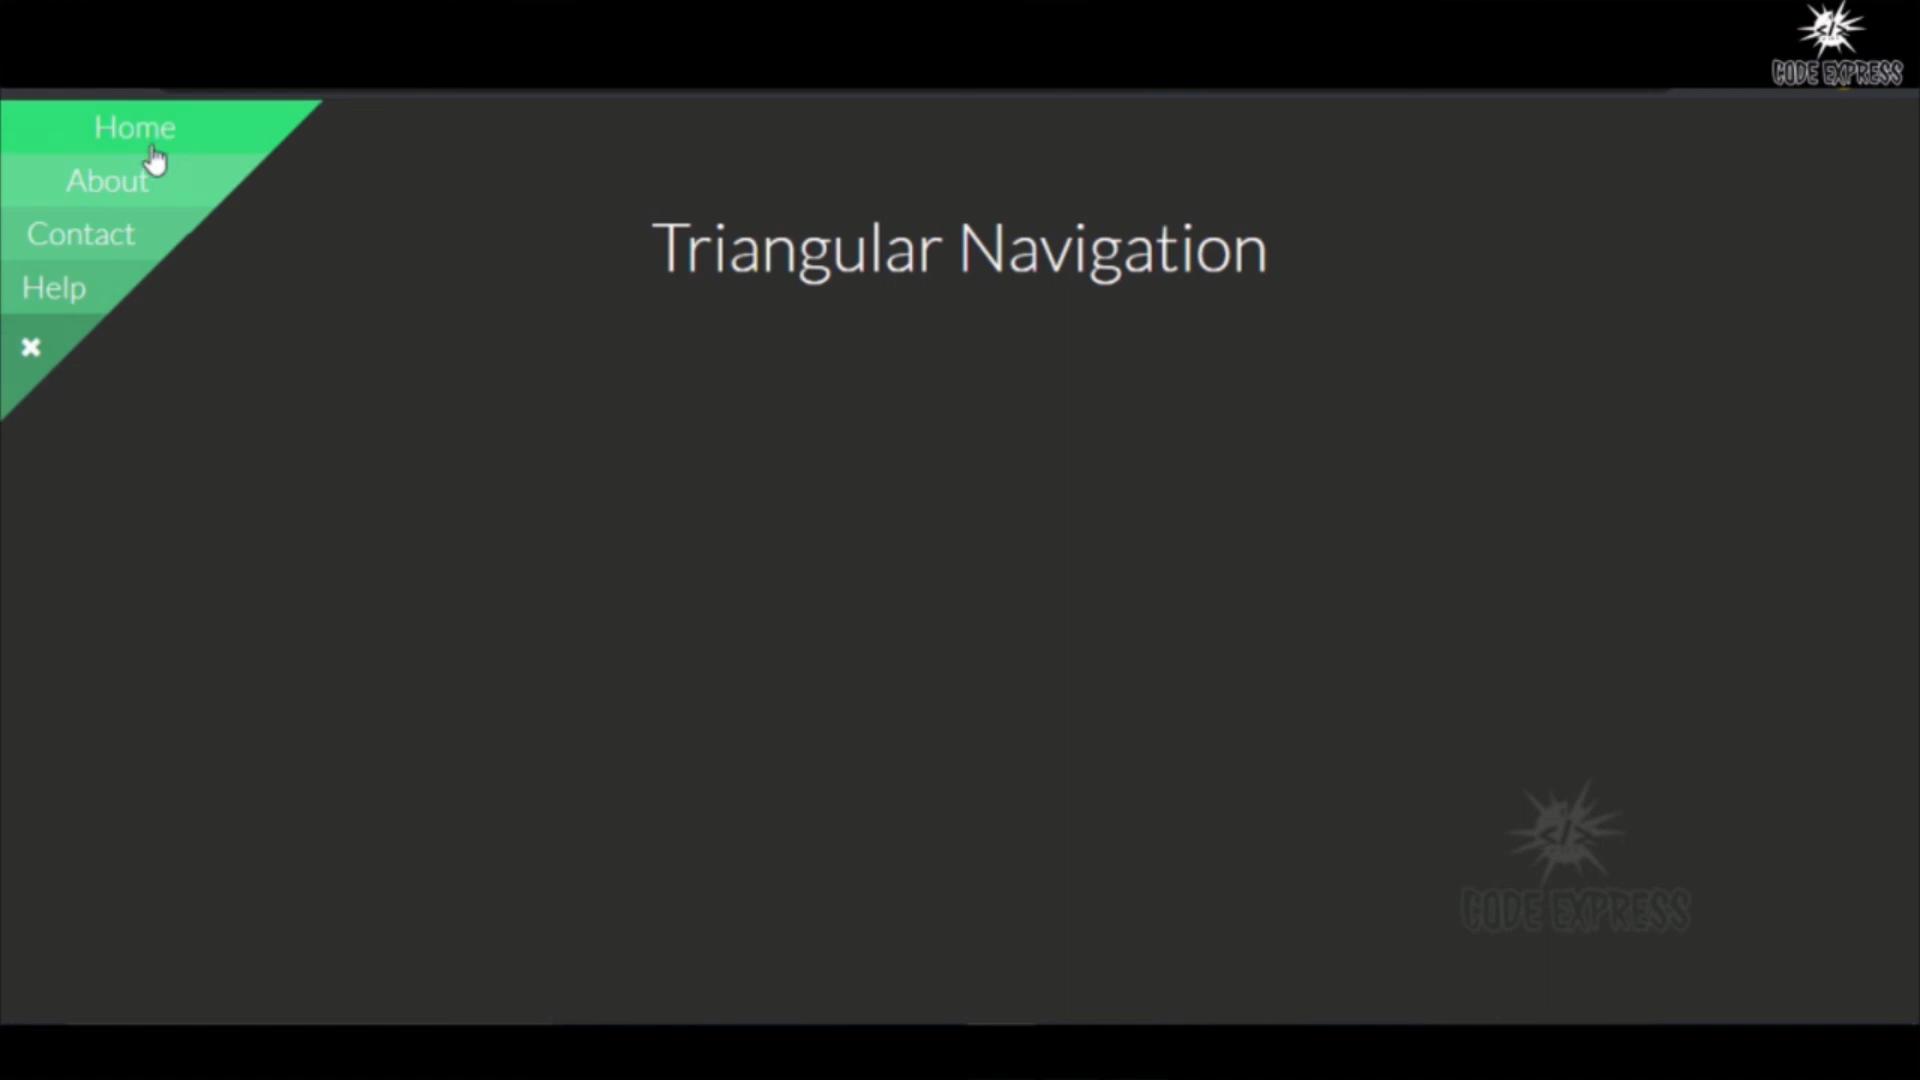 CODE EXPRESS
Home
About
Contact
Help
Triangular Navigation
</>
CODE EXPRESS